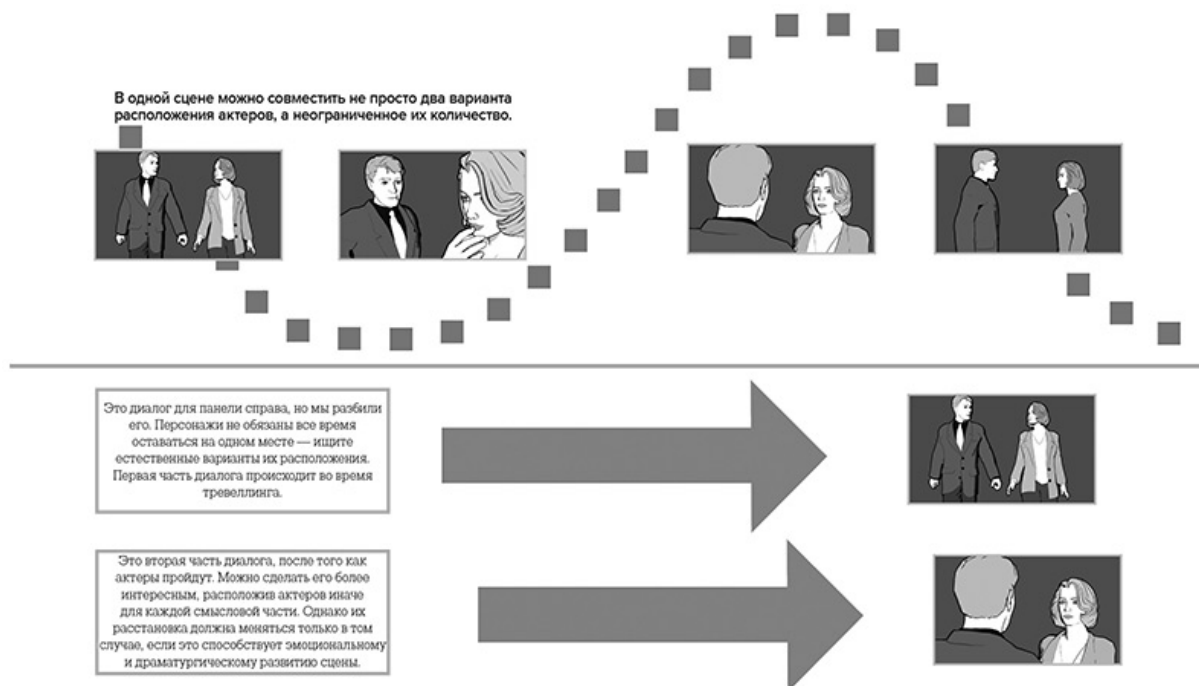 В одной сцене можно совместить не просто два варианта
расположения актеров, а неограниченное их количество.
Это диалог для панели справа, но мы разбили
его. Персонажи не обязаны все время
оставаться на одном месте — ищите
естественные варианты их расположения.
Первая часть диалога происходит во время
тревеллинга.
Это вторая часть диалога, после того как
актеры пройдут. Можно сделать его более
интересным, расположив актеров иначе
для каждой смысловой части. Однако их
расстановка должна меняться только в том
случае, если это способствует эмоциональному
и драматургическому развитию сцены.